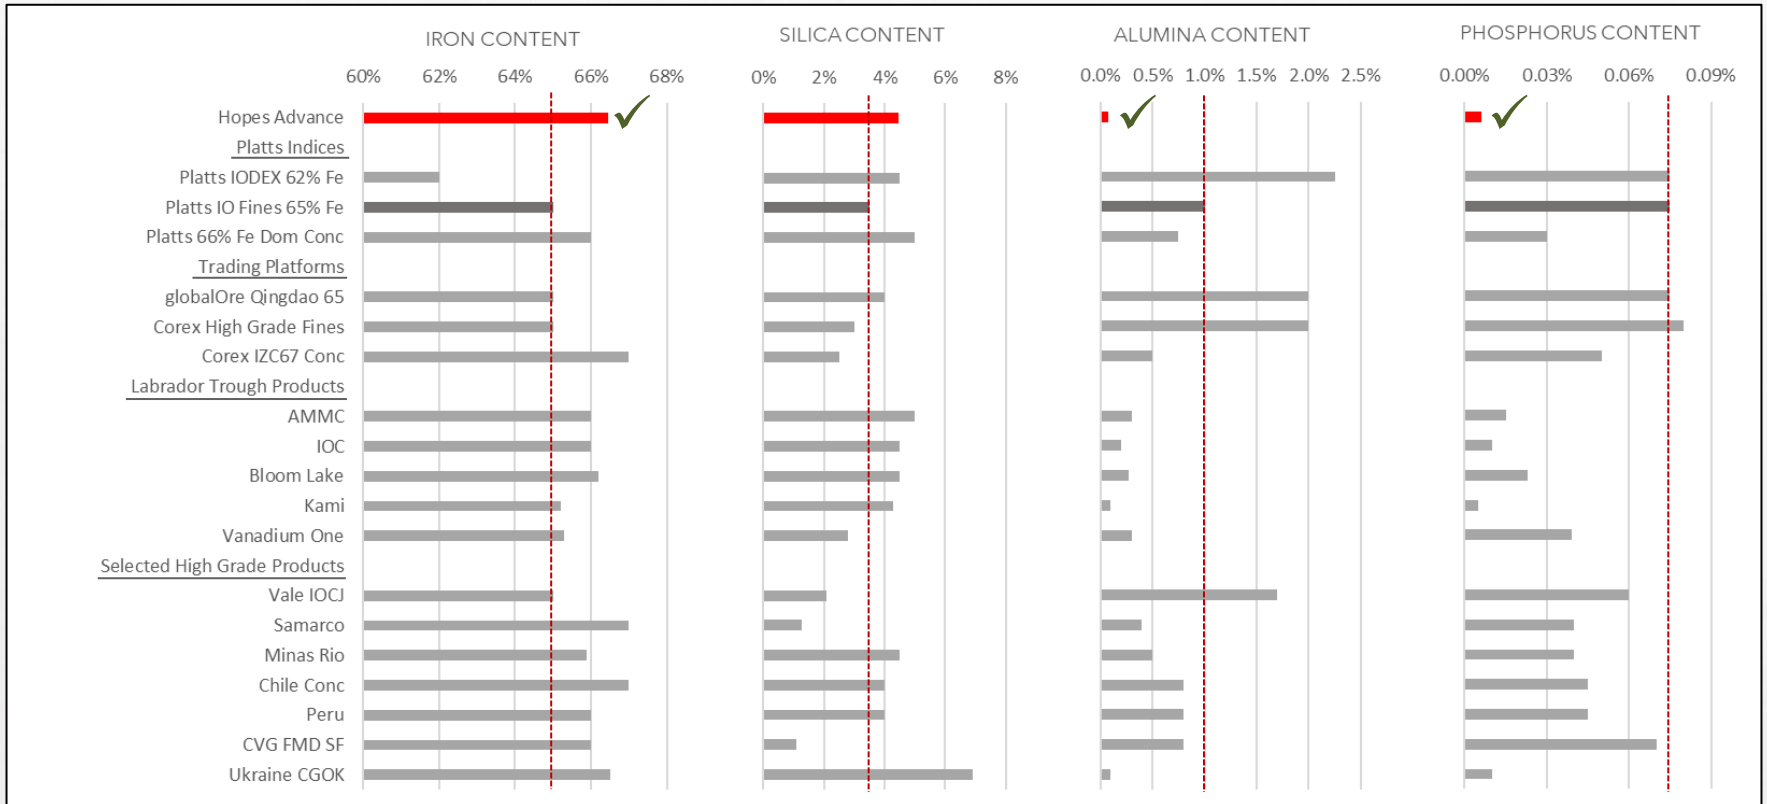 IRON CONTENT
SILICA CONTENT
ALUMINA CONTENT
PHOSPHORUS CONTENT
60% 62% 64% 66% 68%
0% 2% 4% 6% 8%
0.0% 0.5% 1.0% 1.5% 2.0% 2.5%
0.00% 0.03% 0.06% 0.09%
Hopes Advance
Platts Indices
Platts IODEX 62% Fe
Platts IO Fines 65% Fe
Platts 66% Fe Dom Conc
Trading Platforms
globalOre Qingdao 65
Corex High Grade Fines
Corex IZC67 Conc
Labrador Trough Products
AMMC
IOC
Bloom Lake
Kami
Vanadium One
Selected High Grade Products
Vale IOCJ
Samarco
Minas Rio
Chile Conc
Peru
CVG FMD SF
Ukraine CGOK